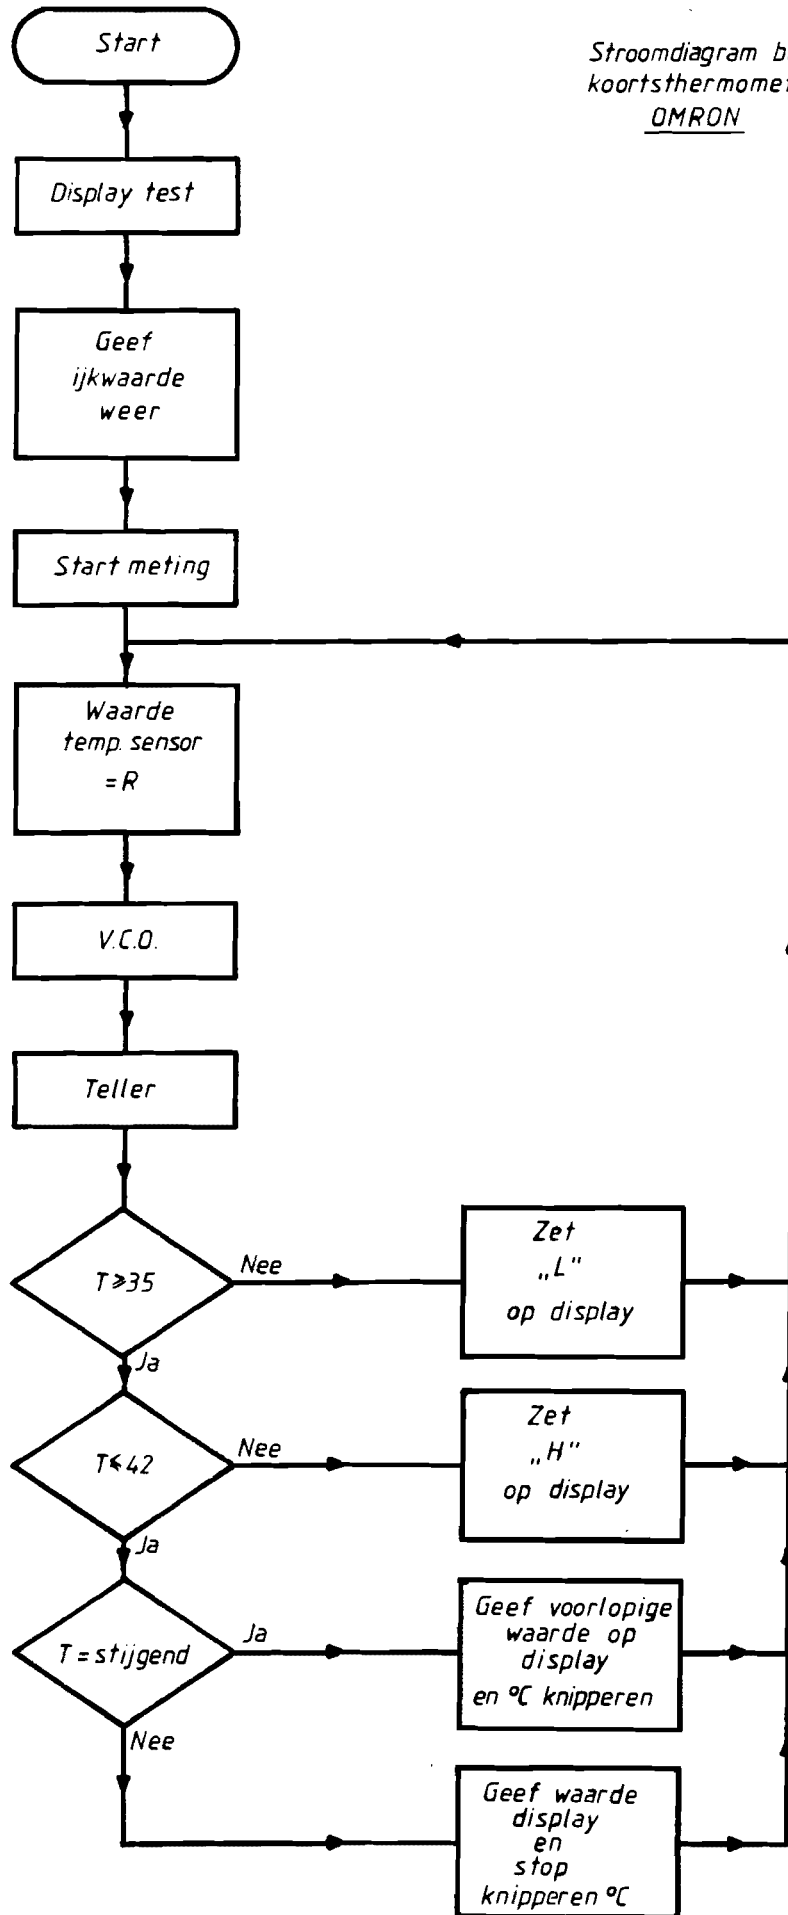 Start
Stroomdiagram b
koortsthermomet
OMRON
Display test
Geef
ijkwaarde
weer
Start meting
Waarde
temp. sensor
=R
V.C.O.
Teller
T⩾35
Nee
Zet
„L"
op display
Ja
T⩽42
Nee
Zet
„H"
op display
Ja
T = stijgend
Ja
Geef voorlopige
waarde op
display
en °C knipperen
Nee
Geef waarde
display
en
stop
knipperen °C